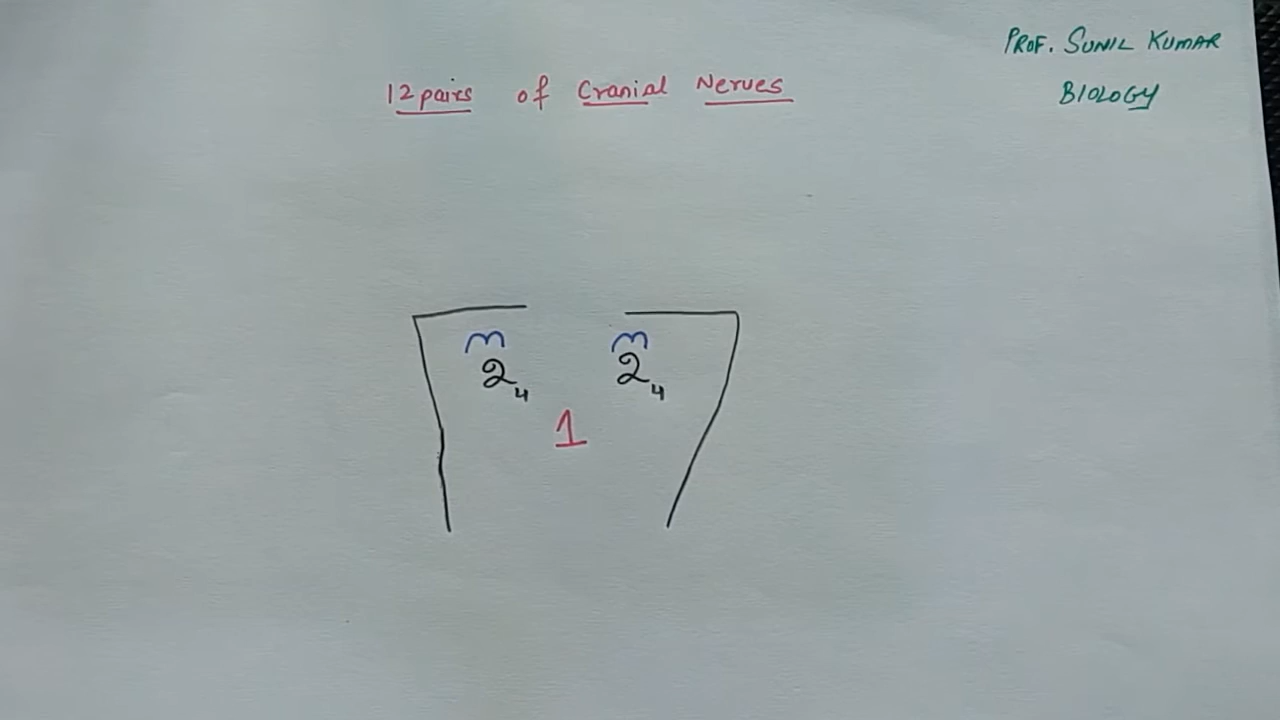 PROF. SUNIL KUMAR
12 pairs of Cranial Nerves
BIOLOGY
m m
2 2
4 4
1